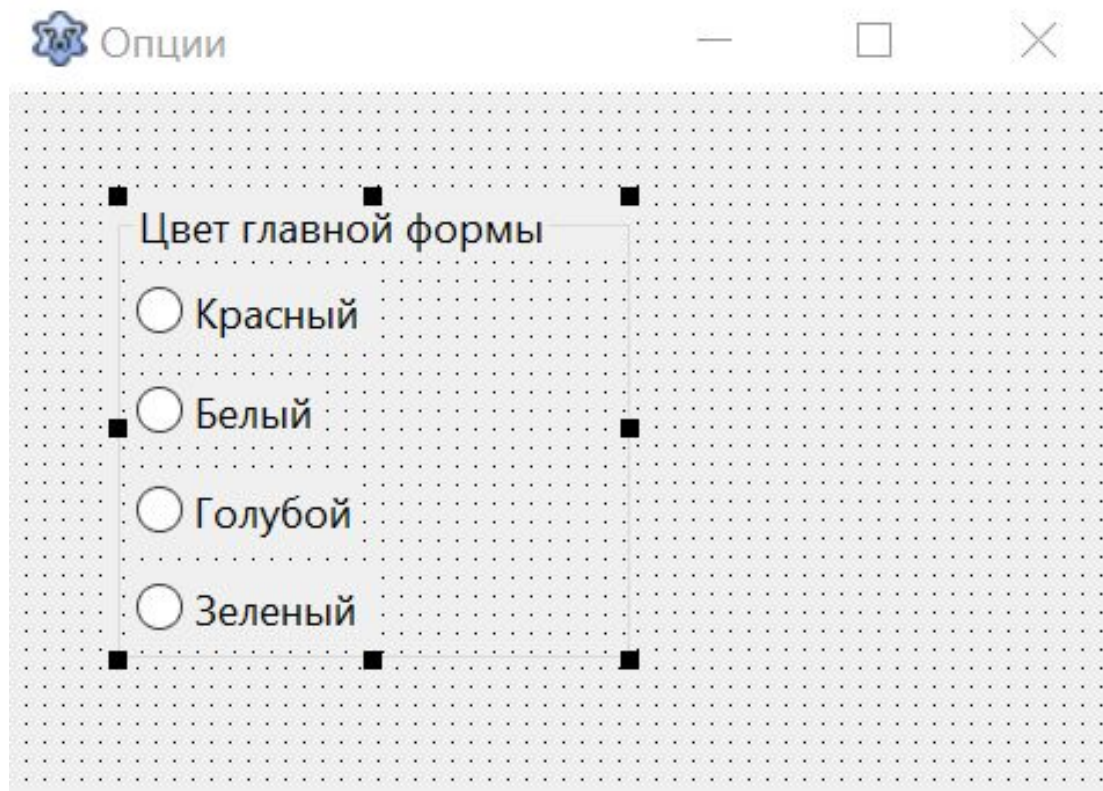 Опции
Цвет главной формы
Красный
Белый
Голубой
Зеленый